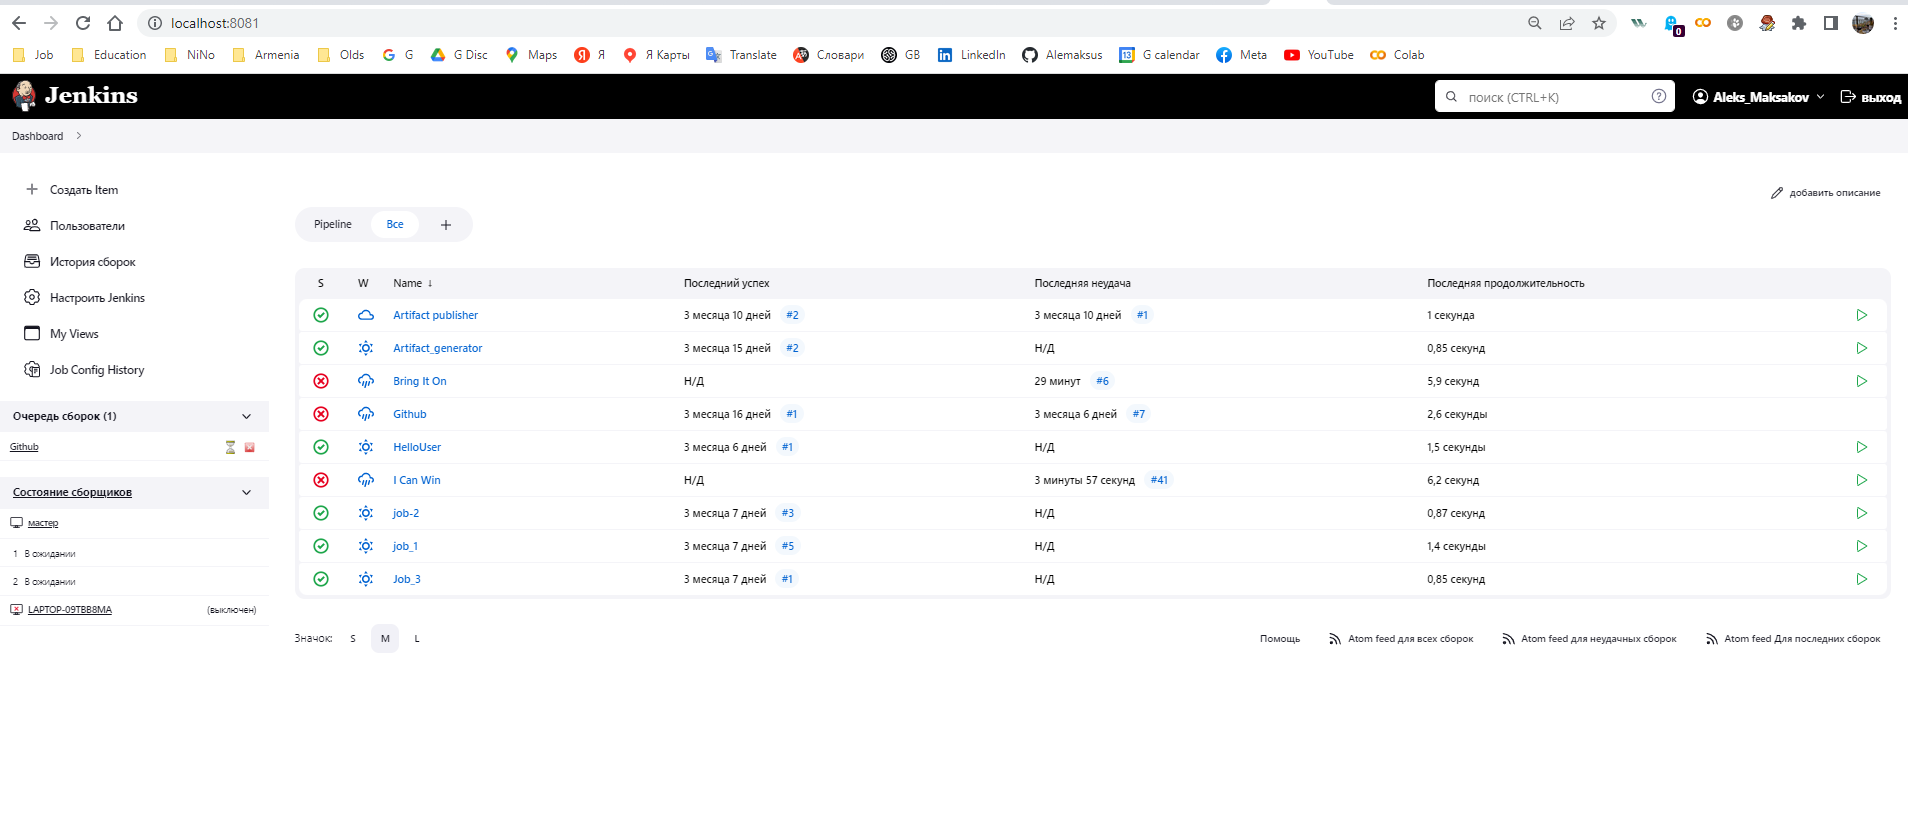 localhost:8081
0
Job Education NiNo Armenia Olds G G Disc Maps Я Я Карты Translate Словари GB LinkedIn Alemaksus G calendar Meta YouTube Colab
Jenkins
поиск (CTRL+K)
Aleks_Maksakov
выход
Dashboard
Создать Item
Пользователи
История сборок
Настроить Jenkins
My Views
Job Config History
Очередь сборок (1)
Github
Состояние сборщиков
мастер
1 В ожидании
2 В ожидании
LAPTOP-09TBB8MA (выключен)
добавить описание
Pipeline Все +
S W Name ↓ Последний успех Последняя неудача Последняя продолжительность
Artifact publisher 3 месяца 10 дней #2 3 месяца 10 дней #1 1 секунда
Artifact_generator 3 месяца 15 дней #2 Н/Д 0,85 секунд
Bring It On Н/Д 29 минут #6 5,9 секунд
Github 3 месяца 16 дней #1 3 месяца 6 дней #7 2,6 секунды
HelloUser 3 месяца 6 дней #1 Н/Д 1,5 секунды
I Can Win Н/Д 3 минуты 57 секунд #41 6,2 секунд
job-2 3 месяца 7 дней #3 Н/Д 0,87 секунд
job_1 3 месяца 7 дней #5 Н/Д 1,4 секунды
Job_3 3 месяца 7 дней #1 Н/Д 0,85 секунд
Значок: S M L
Помощь Atom feed для всех сборок Atom feed для неудачных сборок Atom feed Для последних сборок